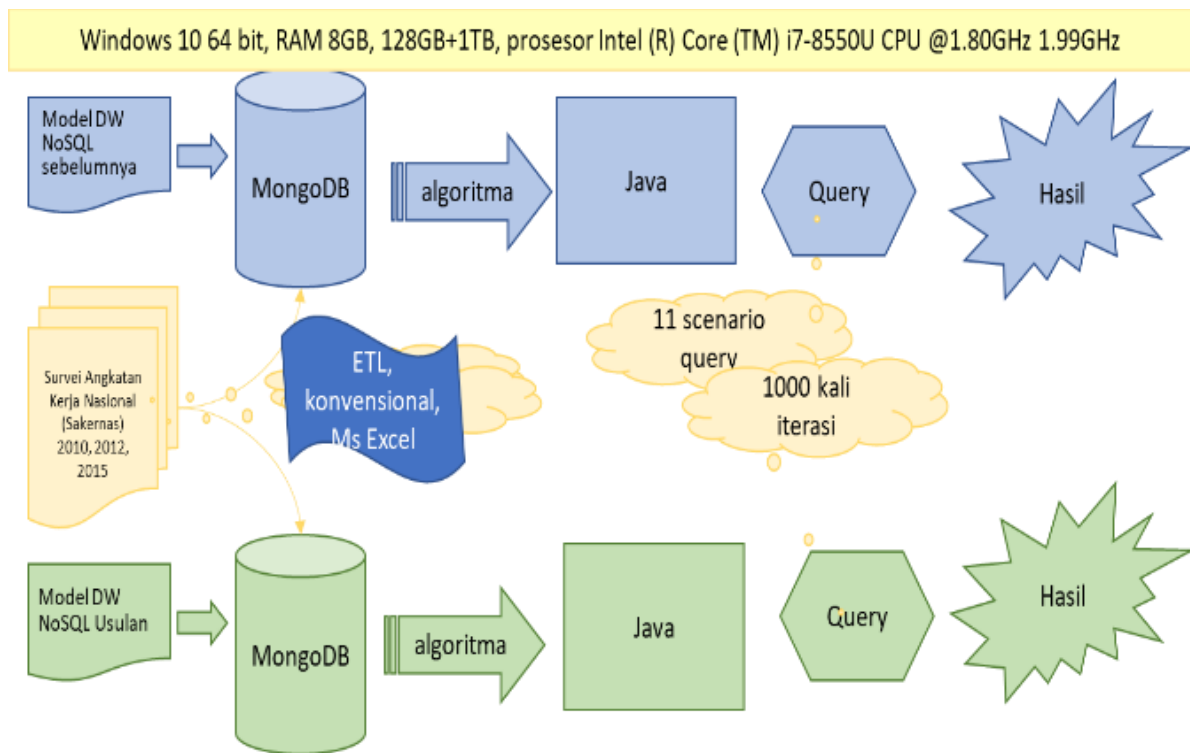 Windows 10 64 bit, RAM 8GB, 128GB+1TB, prosesor Intel (R) Core (TM) i7-8550U CPU @1.80GHz 1.99GHz
Model DW
NoSQL
sebelumnya
MongoDB
algoritma
Java
Query
Hasil
Survei Angkatan
Kerja Nasional
(Sakernas)
2010, 2012,
2015
ETL,
konvensional,
Ms Excel
11 scenario
query
1000 kali
iterasi
Model DW
NoSQL Usulan
MongoDB
algoritma
Java
Query
Hasil